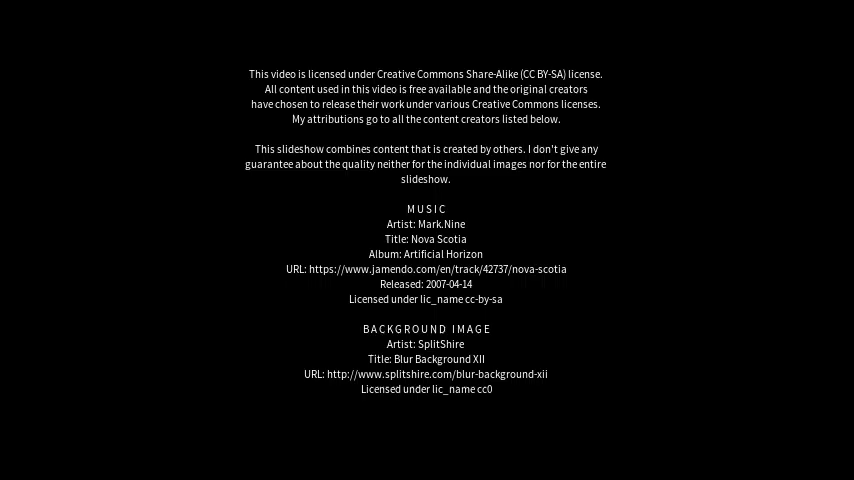 This video is licensed under Creative Commons Share-Alike (CC BY-SA) license.
All content used in this video is free available and the original creators
have chosen to release their work under various Creative Commons licenses.
My attributions go to all the content creators listed below.
This slideshow combines content that is created by others. I don't give any
guarantee about the quality neither for the individual images nor for the entire
slideshow.
MUSIC
Artist: Mark.Nine
Title: Nova Scotia
Album: Artificial Horizon
URL: https://www.jamendo.com/en/track/42737/nova-scotia
Released: 2007-04-14
Licensed under lic_name cc-by-sa
BACKGROUND IMAGE
Artist: SplitShire
Title: Blur Background XII
URL: http://www.splitshire.com/blur-background-xii
Licensed under lic_name cc0